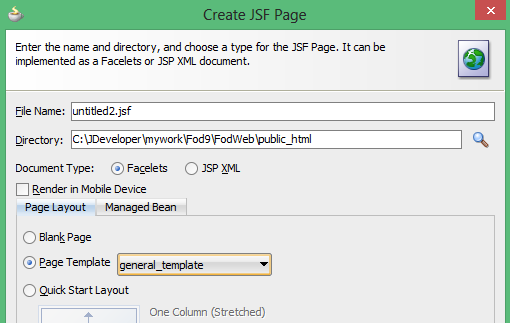 Create JSF Page
Enter the name and directory, and choose a type for the JSF Page. It can be
implemented as a Facelets or JSP XML document.
File Name: untitled2.jsf
Directory: C:\JDeveloper\mywork\Fod9\FodWeb\public_html
Document Type: Facelets JSP XML
Render in Mobile Device
Page Layout Managed Bean
Blank Page
Page Template general_template
Quick Start Layout
One Column (Stretched)